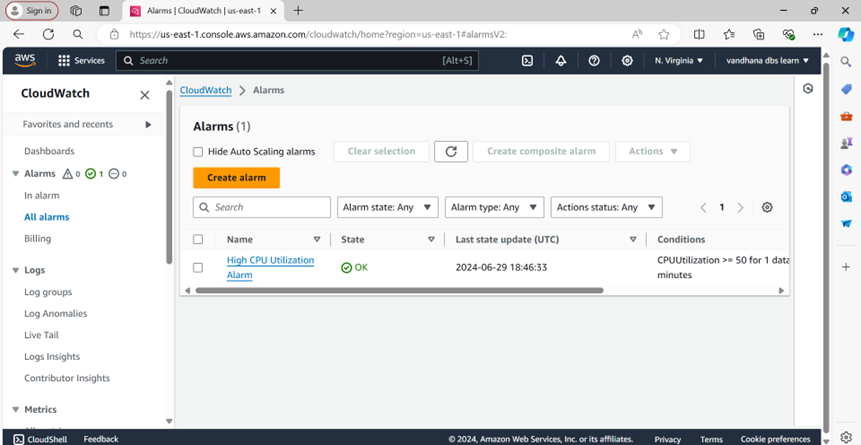 Sign in
Alarms | CloudWatch | us-east-1
https://us-east-1.console.aws.amazon.com/cloudwatch/home?region=us-east-1#alarmsV2:
aws
Services
Search
[Alt+S]
N. Virginia
vandhana dbs learn
CloudWatch
Favorites and recents
Dashboards
Alarms 0 1 0
In alarm
All alarms
Billing
Logs
Log groups
Log Anomalies
Live Tail
Logs Insights
Contributor Insights
Metrics
CloudWatch > Alarms
Alarms (1)
Hide Auto Scaling alarms
Clear selection
Create composite alarm
Actions
Create alarm
Search
Alarm state: Any
Alarm type: Any
Actions status: Any
1
Name
State
Last state update (UTC)
Conditions
High CPU Utilization
Alarm
OK
2024-06-29 18:46:33
CPUUtilization >= 50 for 1 data
minutes
CloudShell
Feedback
© 2024, Amazon Web Services, Inc. or its affiliates.
Privacy
Terms
Cookie preferences